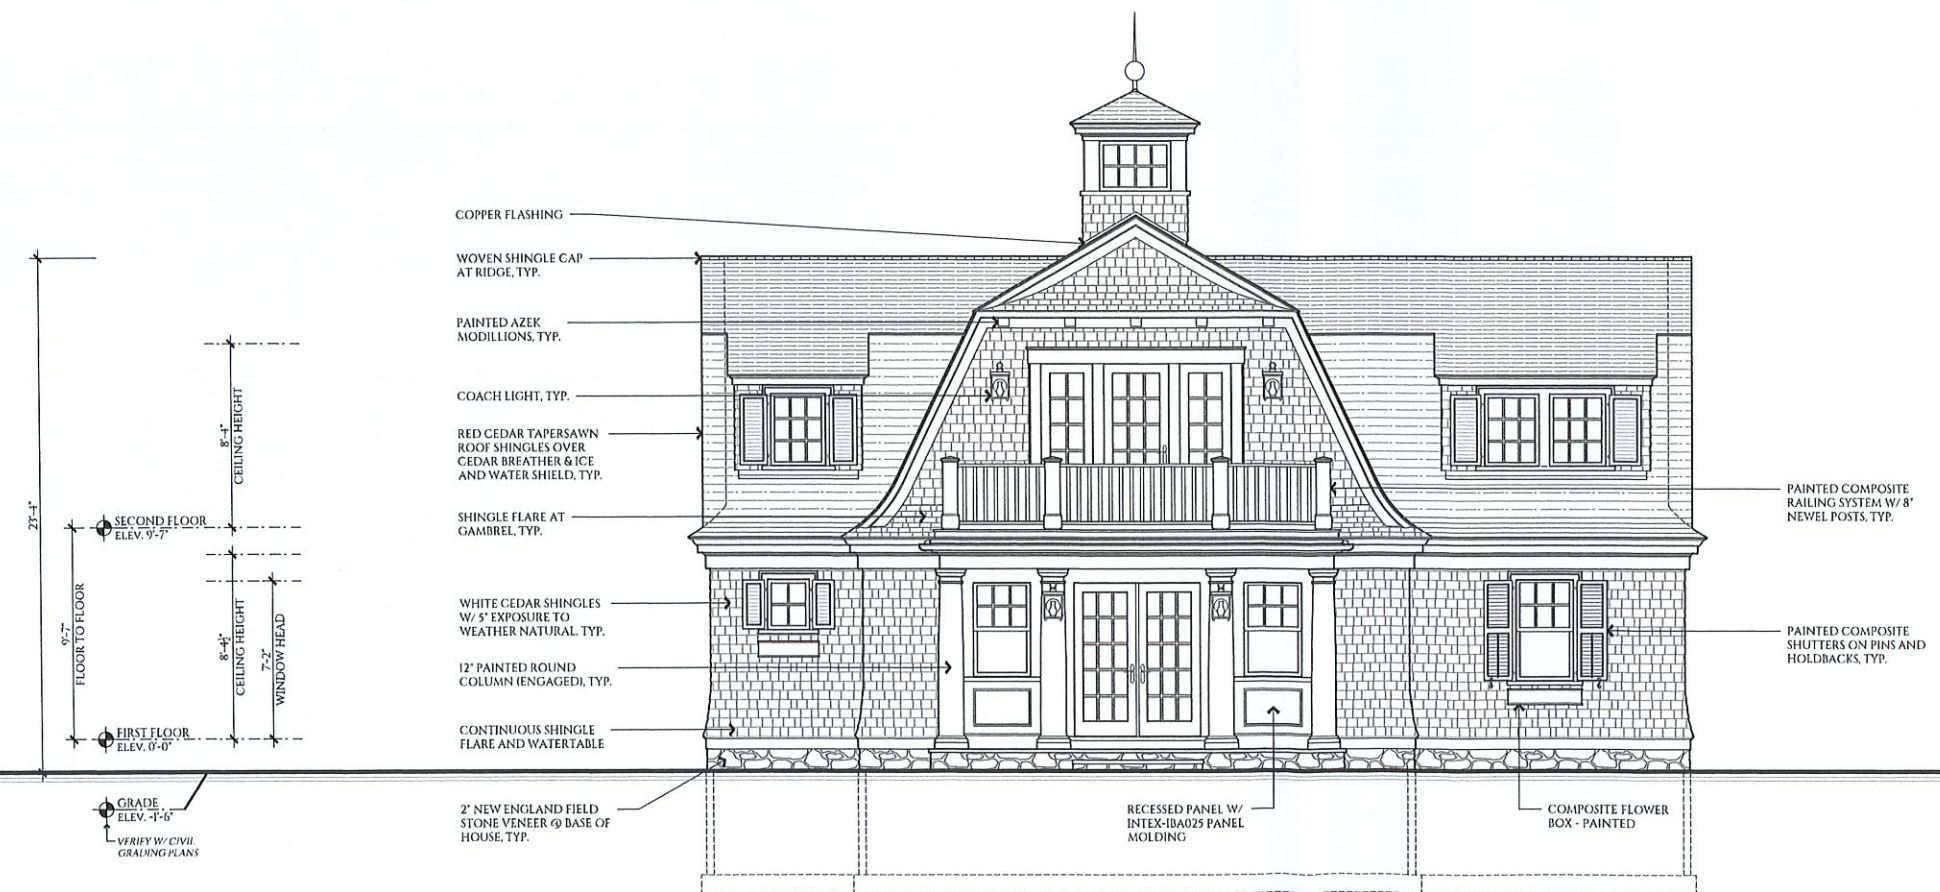 COPPER FLASHING
WOVEN SHINGLE CAP
AT RIDGE, TYP.
PAINTED AZEK
MODILLIONS, TYP.
COACH LIGHT, TYP.
RED CEDAR TAPERSAWN
ROOF SHINGLES OVER
CEDAR BREATHER & ICE
AND WATER SHIELD, TYP.
SHINGLE FLARE AT
GAMBREL, TYP.
WHITE CEDAR SHINGLES
W/ 5" EXPOSURE TO
WEATHER NATURAL. TYP.
12" PAINTED ROUND
COLUMN (ENGAGED), TYP.
CONTINUOUS SHINGLE
FLARE AND WATERTABLE
2" NEW ENGLAND FIELD
STONE VENEER @ BASE OF
HOUSE, TYP.
23'-4"
8'-4"
CEILING HEIGHT
SECOND FLOOR
ELEV. 9'-7"
9'-7"
FLOOR TO FLOOR
8'-4½"
CEILING HEIGHT
7'-2"
WINDOW HEAD
FIRST FLOOR
ELEV. 0'-0"
GRADE
ELEV. -1'-6"
VERIFY W/ CIVIL
GRADING PLANS
PAINTED COMPOSITE
RAILING SYSTEM W/ 8"
NEWEL POSTS, TYP.
PAINTED COMPOSITE
SHUTTERS ON PINS AND
HOLDBACKS, TYP.
RECESSED PANEL W/
INTEX-IBA025 PANEL
MOLDING
COMPOSITE FLOWER
BOX - PAINTED